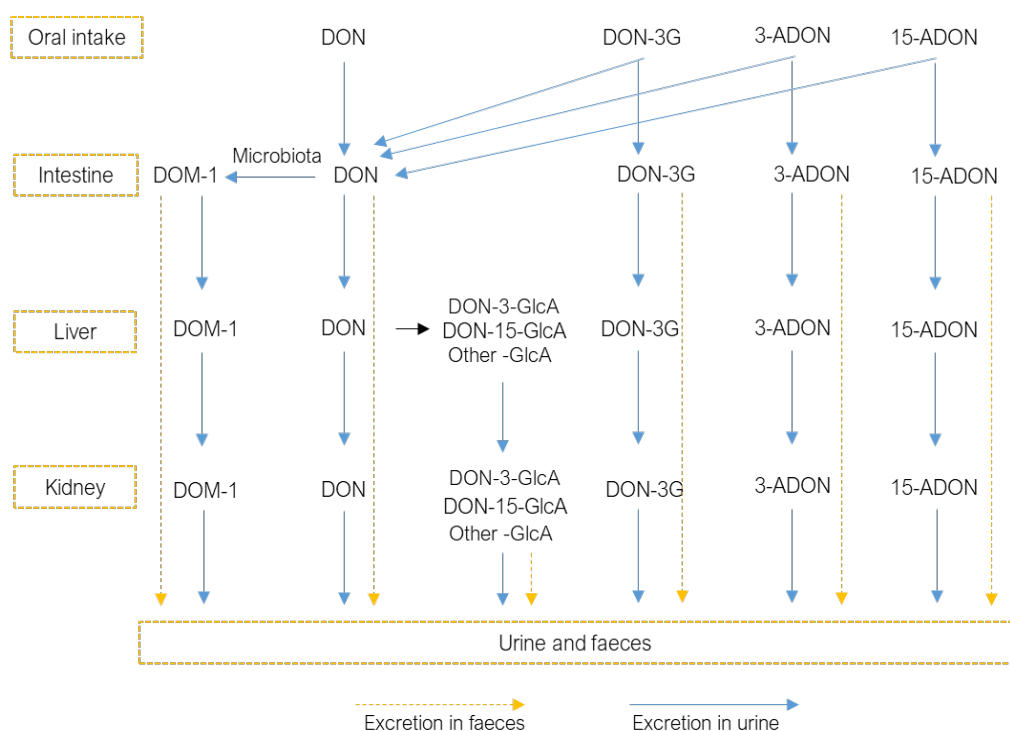 Oral intake
DON
DON-3G
3-ADON
15-ADON
Microbiota
Intestine
DOM-1
DON
DON-3G
3-ADON
15-ADON
DON-3-GlcA
Liver
DOM-1
DON
DON-15-GlcA
DON-3G
3-ADON
15-ADON
Other -GlcA
DON-3-GlcA
Kidney
DOM-1
DON
DON-15-GlcA
DON-3G
3-ADON
15-ADON
Other -GlcA
Urine and faeces
Excretion in faeces
Excretion in urine